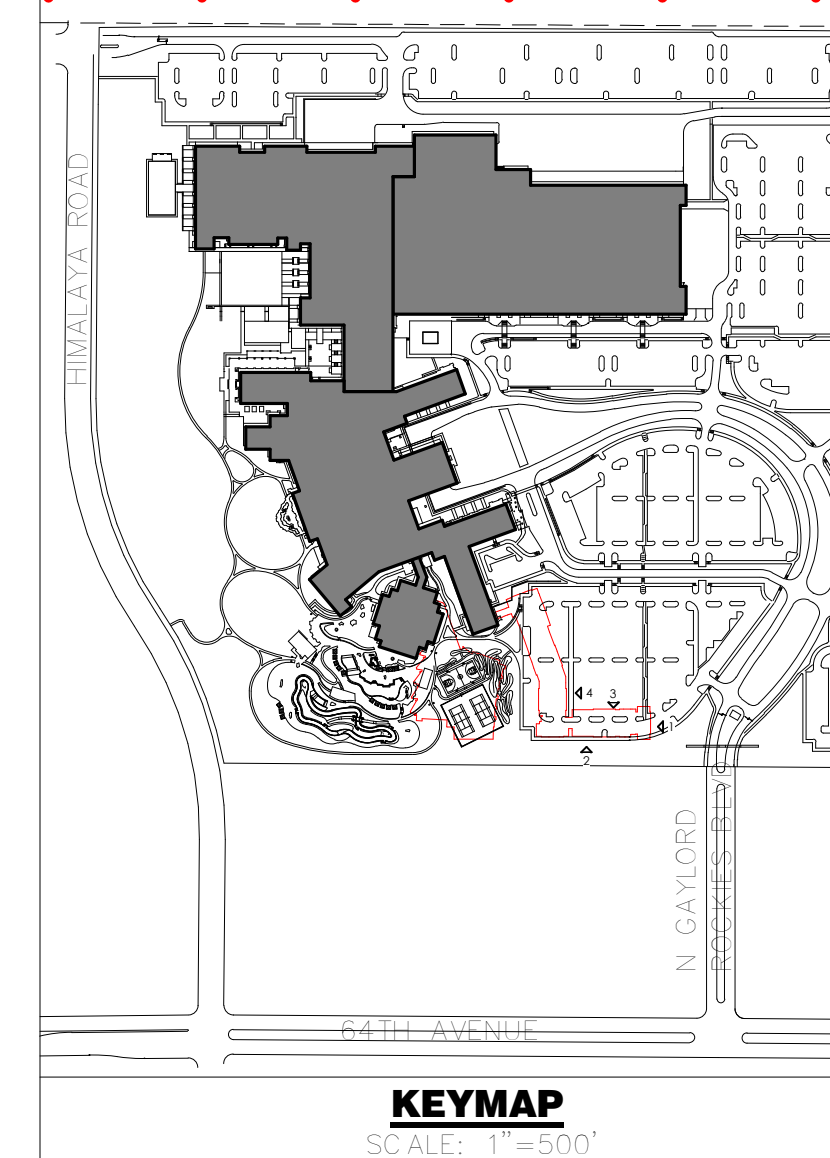 HIMALAYA ROAD
4
3
1
2
N GAYLORD
ROCKIES BLVD
64TH AVENUE
KEYMAP
SCALE: 1"=500'